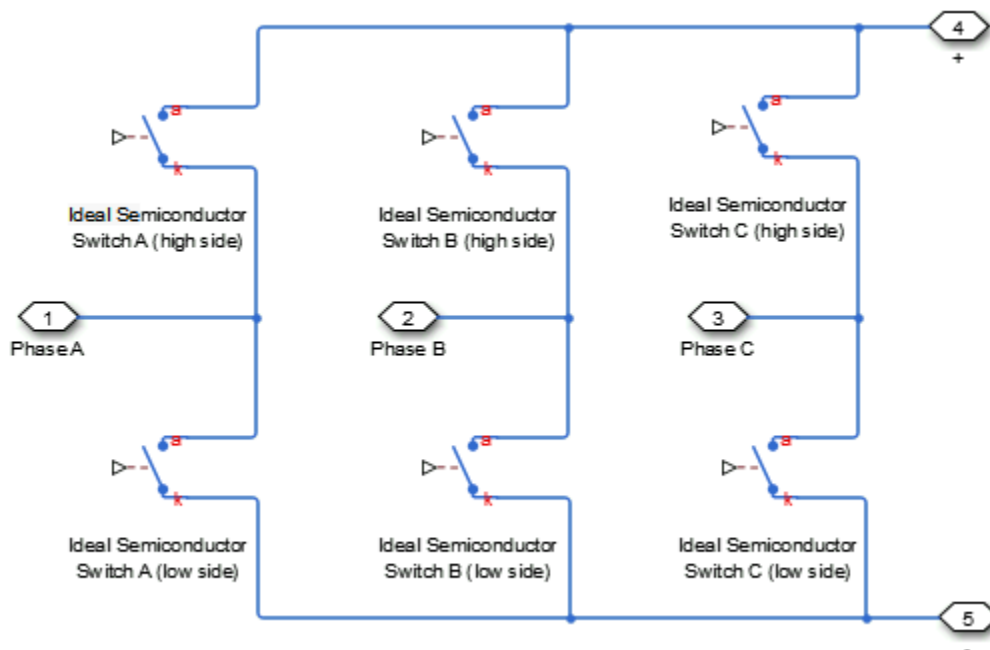 4
+
a
k
Ideal Semiconductor
Switch A (high side)
a
k
Ideal Semiconductor
Switch B (high side)
a
k
Ideal Semiconductor
Switch C (high side)
1
Phase A
2
Phase B
3
Phase C
a
k
Ideal Semiconductor
Switch A (low side)
a
k
Ideal Semiconductor
Switch B (low side)
a
k
Ideal Semiconductor
Switch C (low side)
5
-